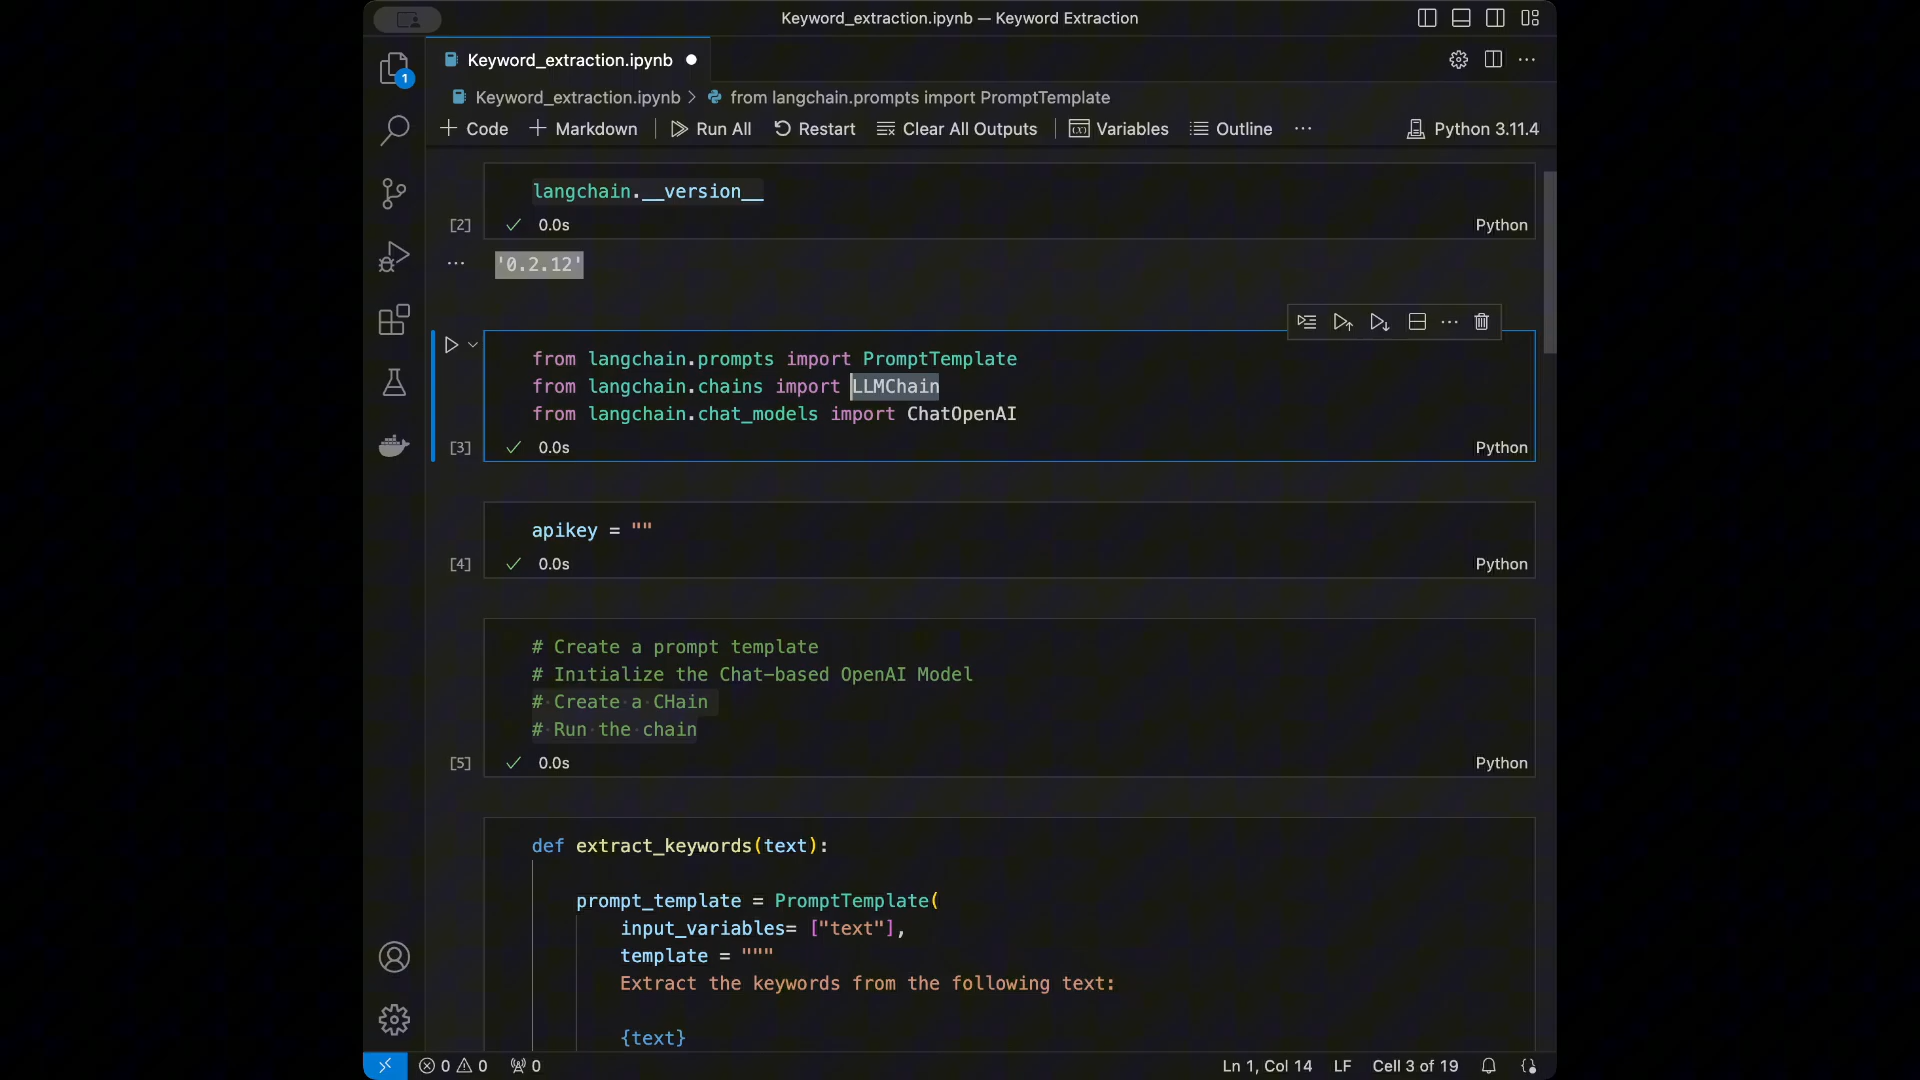 Keyword_extraction.ipynb — Keyword Extraction
Keyword_extraction.ipynb
1
Keyword_extraction.ipynb > from langchain.prompts import PromptTemplate
+ Code + Markdown Run All Restart Clear All Outputs Variables Outline ... Python 3.11.4
langchain.__version__
[2] 0.0s Python
... '0.2.12'
from langchain.prompts import PromptTemplate
from langchain.chains import LLMChain
from langchain.chat_models import ChatOpenAI
[3] 0.0s Python
apikey = ""
[4] 0.0s Python
# Create a prompt template
# Initialize the Chat-based OpenAI Model
# Create a CHain
# Run the chain
[5] 0.0s Python
def extract_keywords(text):
prompt_template = PromptTemplate(
input_variables= ["text"],
template = """
Extract the keywords from the following text:
{text}
0 0 0 Ln 1, Col 14 LF Cell 3 of 19